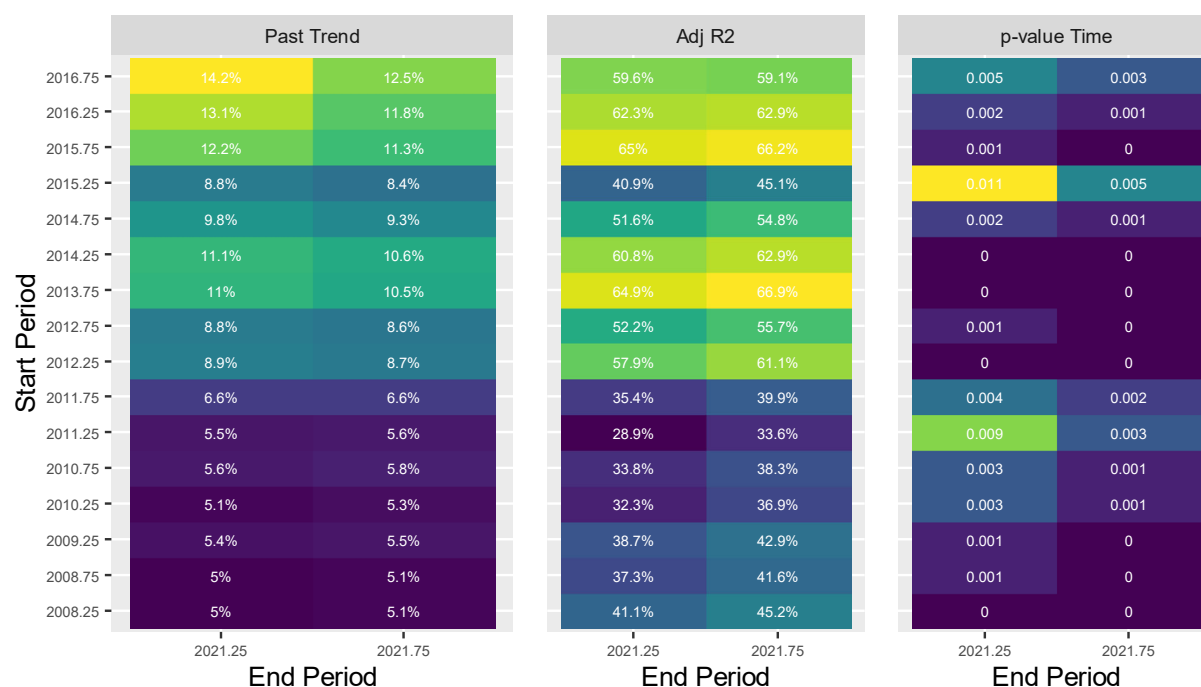 Past Trend Adj R2 p-value Time
2016.75 14.2% 12.5% 59.6% 59.1% 0.005 0.003
2016.25 13.1% 11.8% 62.3% 62.9% 0.002 0.001
2015.75 12.2% 11.3% 65% 66.2% 0.001 0
2015.25 8.8% 8.4% 40.9% 45.1% 0.011 0.005
2014.75 9.8% 9.3% 51.6% 54.8% 0.002 0.001
2014.25 11.1% 10.6% 60.8% 62.9% 0 0
2013.75 11% 10.5% 64.9% 66.9% 0 0
2012.75 8.8% 8.6% 52.2% 55.7% 0.001 0
2012.25 8.9% 8.7% 57.9% 61.1% 0 0
2011.75 6.6% 6.6% 35.4% 39.9% 0.004 0.002
2011.25 5.5% 5.6% 28.9% 33.6% 0.009 0.003
2010.75 5.6% 5.8% 33.8% 38.3% 0.003 0.001
2010.25 5.1% 5.3% 32.3% 36.9% 0.003 0.001
2009.25 5.4% 5.5% 38.7% 42.9% 0.001 0
2008.75 5% 5.1% 37.3% 41.6% 0.001 0
2008.25 5% 5.1% 41.1% 45.2% 0 0
Start Period
2021.25 2021.75 2021.25 2021.75 2021.25 2021.75
End Period End Period End Period